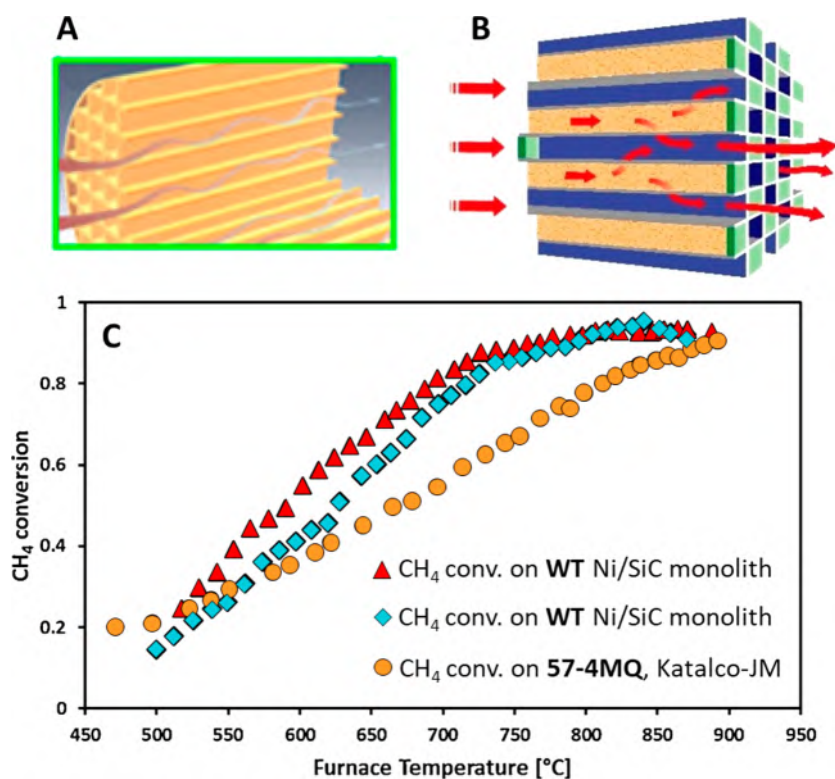 A
B
C
1
0.8
0.6
0.4
0.2
0
CH₄ conversion
CH₄ conv. on WT Ni/SiC monolith
CH₄ conv. on WT Ni/SiC monolith
CH₄ conv. on 57-4MQ, Katalco-JM
450 500 550 600 650 700 750 800 850 900 950
Furnace Temperature [°C]